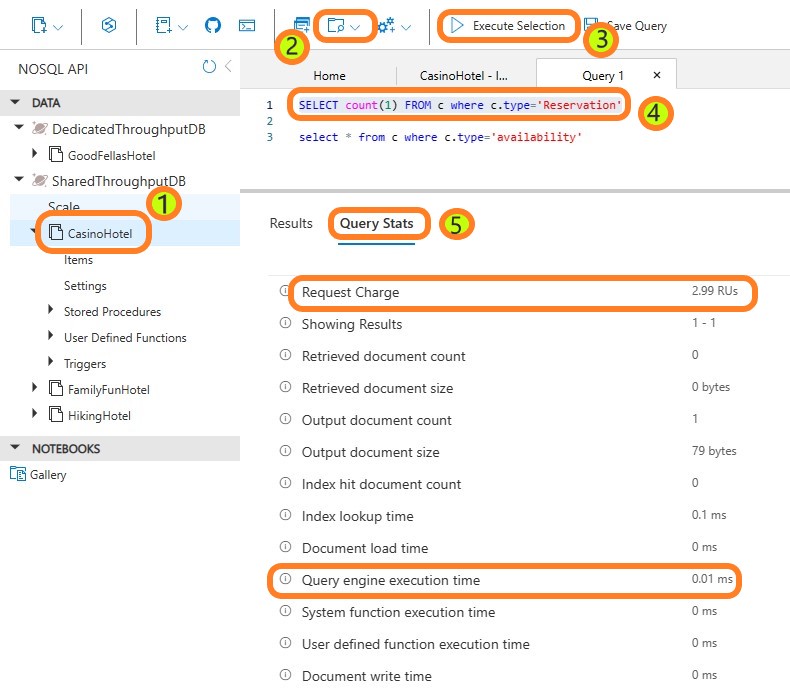 Execute Selection
Save Query
2
3
NOSQL API
Home
CasinoHotel - I...
Query 1
DATA
DedicatedThroughputDB
GoodFellasHotel
SharedThroughputDB
Scale
1
CasinoHotel
Items
Settings
Stored Procedures
User Defined Functions
Triggers
FamilyFunHotel
HikingHotel
NOTEBOOKS
Gallery
1 SELECT count(1) FROM c where c.type='Reservation'
4
2
3 select * from c where c.type='availability'
Results
Query Stats
5
Request Charge 2.99 RUs
Showing Results 1 - 1
Retrieved document count 0
Retrieved document size 0 bytes
Output document count 1
Output document size 79 bytes
Index hit document count 0
Index lookup time 0.1 ms
Document load time 0 ms
Query engine execution time 0.01 ms
System function execution time 0 ms
User defined function execution time 0 ms
Document write time 0 ms